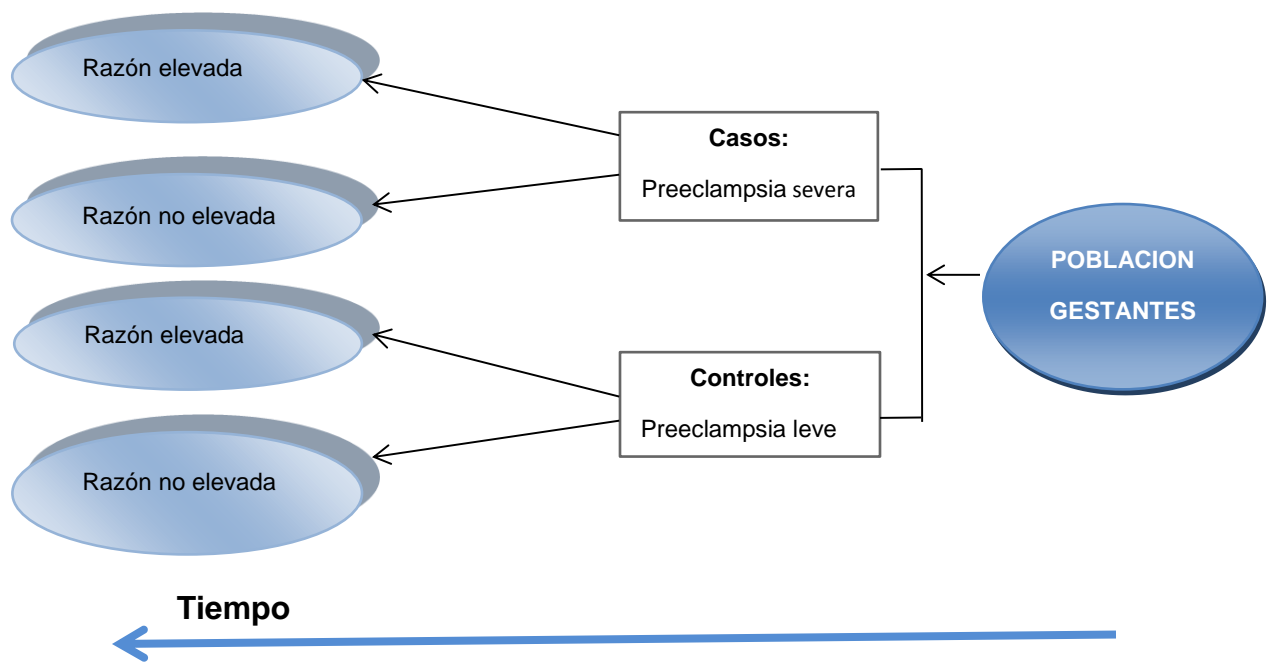 Razón elevada
Razón no elevada
Razón elevada
Razón no elevada
Casos:
Preeclampsia severa
Controles:
Preeclampsia leve
POBLACION
GESTANTES
Tiempo